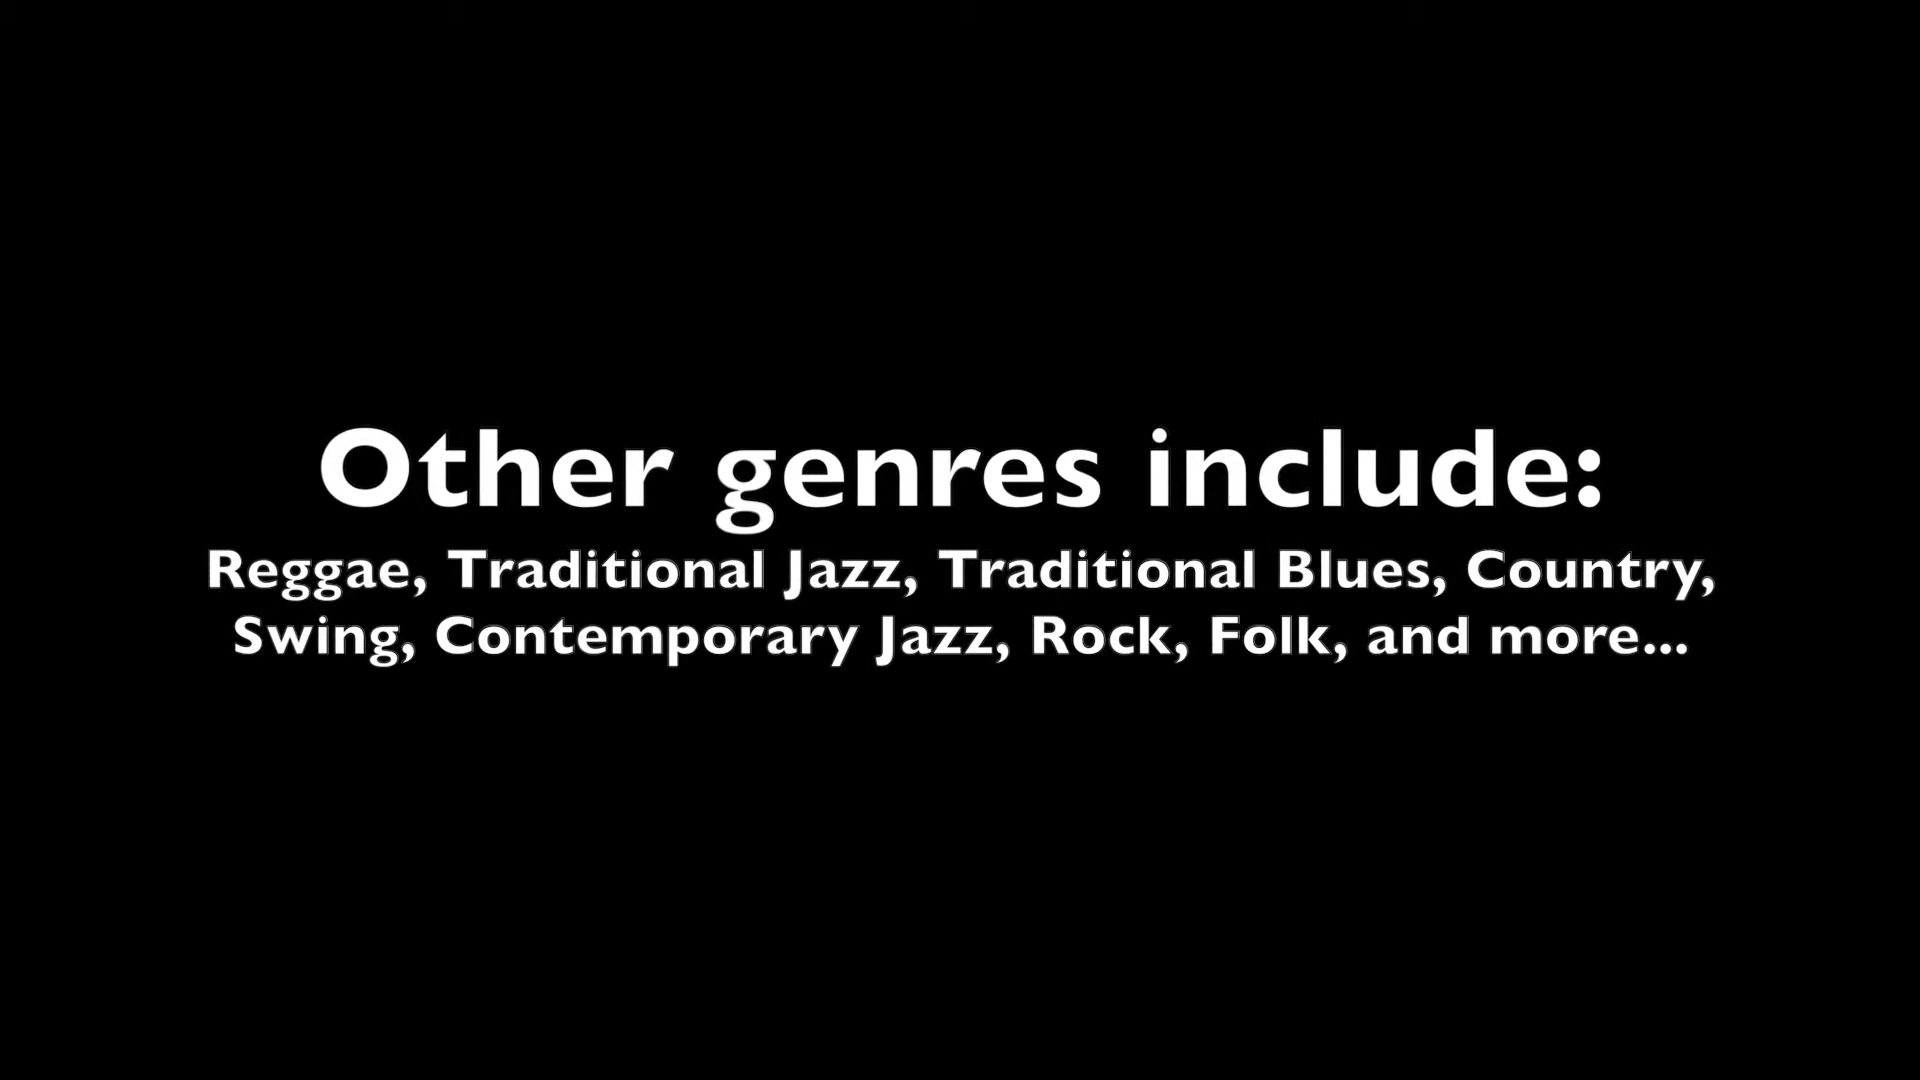 Other genres include:
Reggae, Traditional Jazz, Traditional Blues, Country,
Swing, Contemporary Jazz, Rock, Folk, and more...